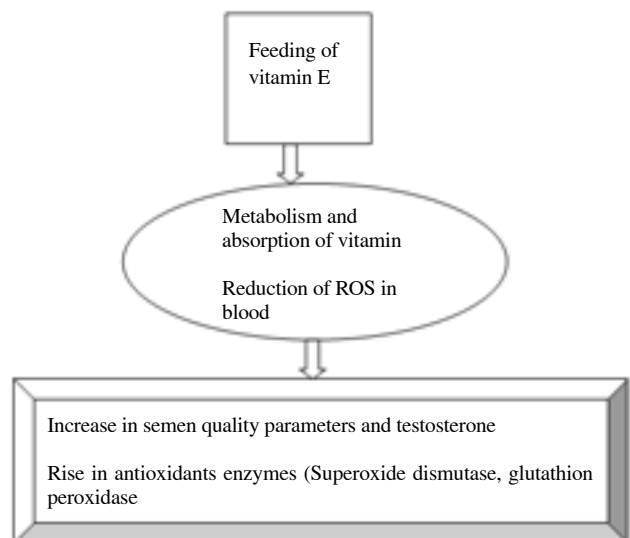 Feeding of
vitamin E
Metabolism and
absorption of vitamin
Reduction of ROS in
blood
Increase in semen quality parameters and testosterone
Rise in antioxidants enzymes (Superoxide dismutase, glutathion
peroxidase